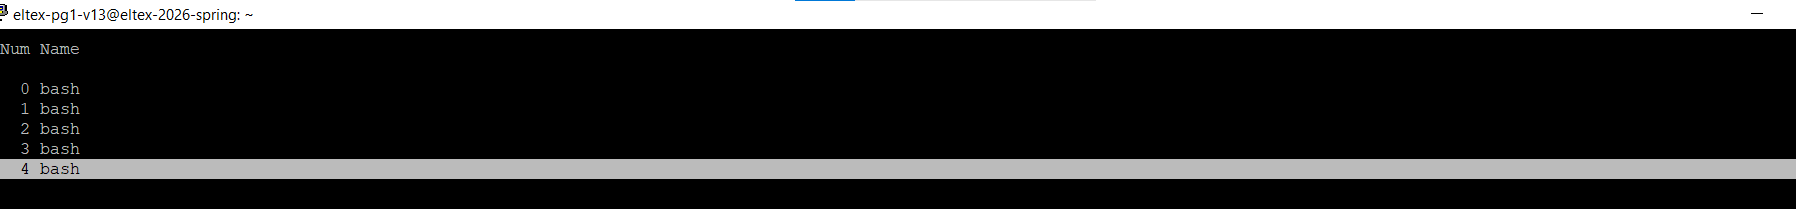 eltex-pg1-v13@eltex-2026-spring: ~
Num Name
0 bash
1 bash
2 bash
3 bash
4 bash